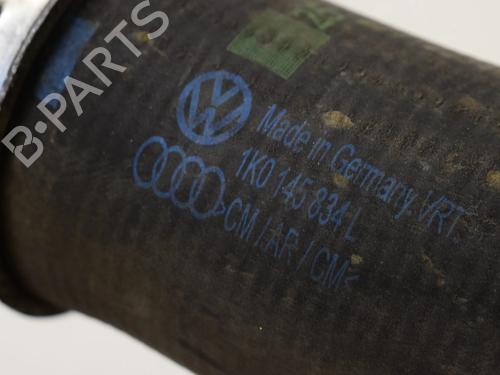 B-PARTS
Made in Germany VRT
1K0 145 834 L
>CM/AR/CM<